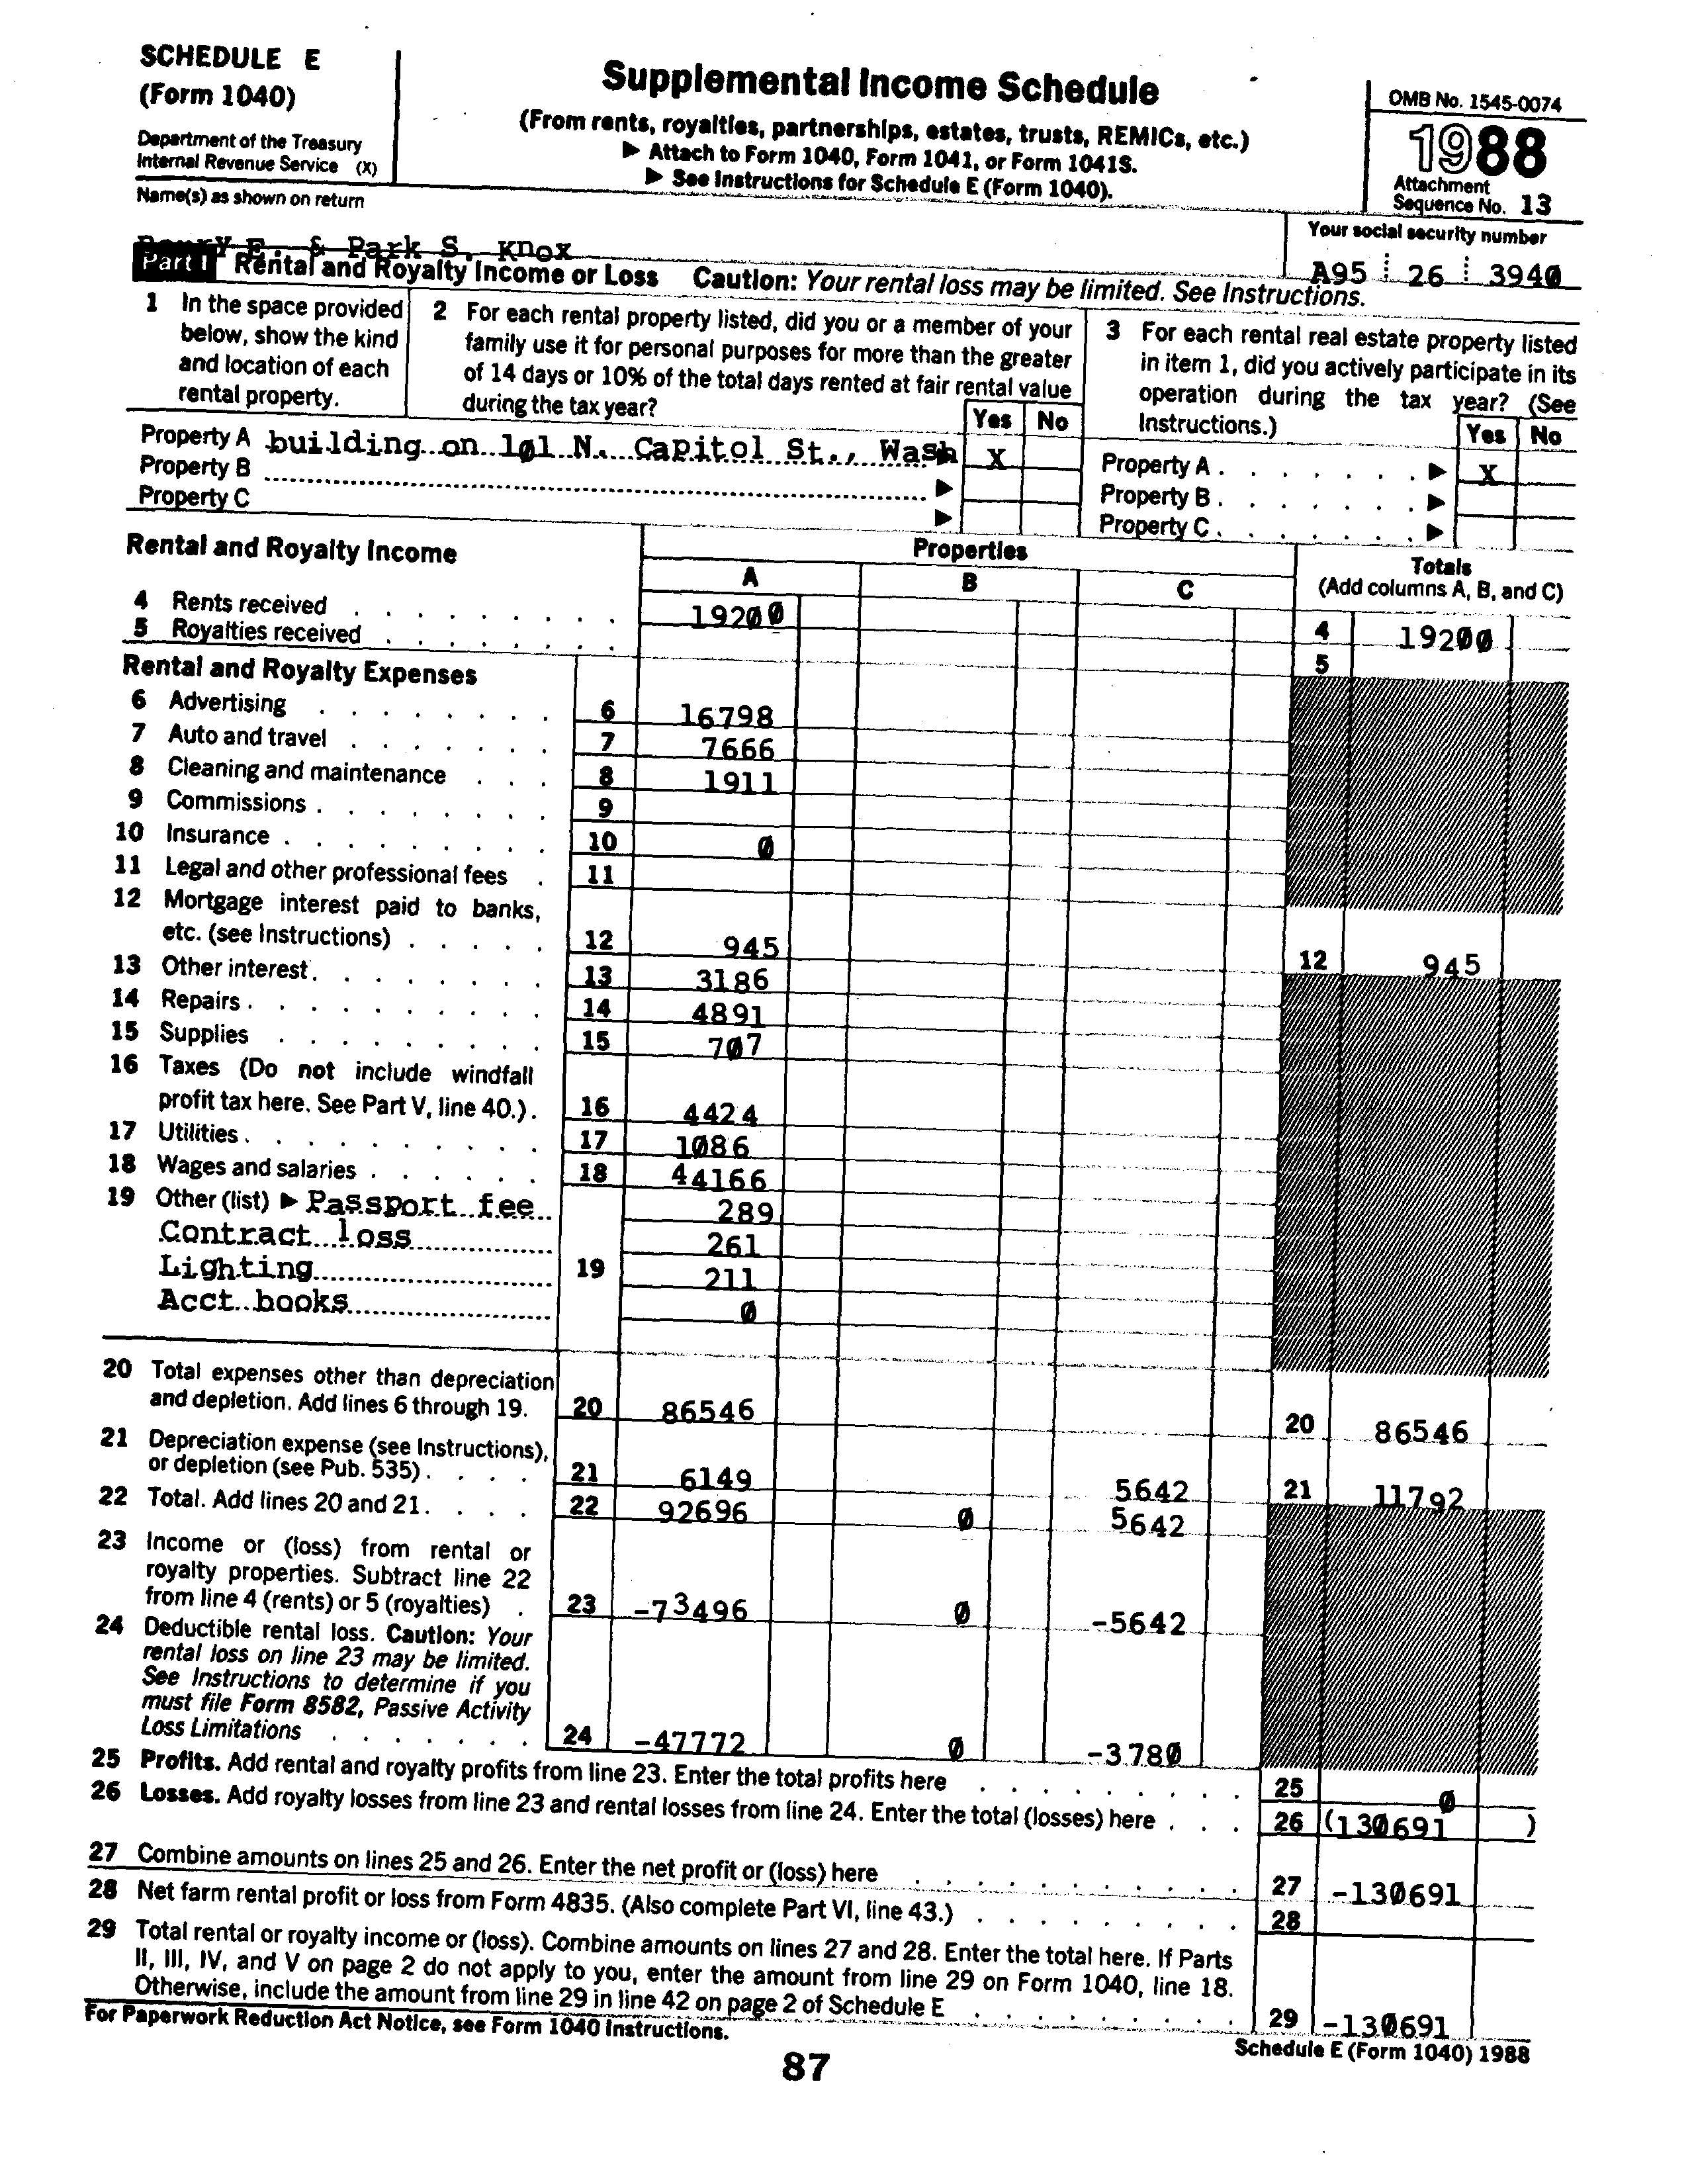 SCHEDULE E
(Form 1040)
Department of the Treasury
Internal Revenue Service (X)
Supplemental Income Schedule
(From rents, royalties, partnerships, estates, trusts, REMICs, etc.)
▶ Attach to Form 1040, Form 1041, or Form 1041S.
▶ See Instructions for Schedule E (Form 1040).
OMB No. 1545-0074
1988
Attachment
Sequence No. 13
Name(s) as shown on return
E. & Park S. Knox
Your social security number
A95 26 3940
Part I Rental and Royalty Income or Loss Caution: Your rental loss may be limited. See Instructions.
1 In the space provided
below, show the kind
and location of each
rental property.
2 For each rental property listed, did you or a member of your
family use it for personal purposes for more than the greater
of 14 days or 10% of the total days rented at fair rental value
during the tax year?
Yes No
3 For each rental real estate property listed
in item 1, did you actively participate in its
operation during the tax year? (See
Instructions.)
Yes No
Property A building on 101 N. Capitol St., Wash ▶ X
Property B ▶
Property C ▶
Property A . . . . . . . ▶ X
Property B . . . . . . . ▶
Property C . . . . . . . ▶
Rental and Royalty Income
Properties
A B C
Totals
(Add columns A, B, and C)
4 Rents received . . . . . . . . 19200 4 19200
5 Royalties received . . . . . . . 5
Rental and Royalty Expenses
6 Advertising . . . . . . . . 6 16798
7 Auto and travel . . . . . . . 7 7666
8 Cleaning and maintenance . . . 8 1911
9 Commissions . . . . . . . . 9
10 Insurance . . . . . . . . . 10 0
11 Legal and other professional fees . 11
12 Mortgage interest paid to banks,
etc. (see Instructions) . . . . . 12 945 12 945
13 Other interest . . . . . . . . 13 3186
14 Repairs . . . . . . . . . . 14 4891
15 Supplies . . . . . . . . . 15 707
16 Taxes (Do not include windfall
profit tax here. See Part V, line 40.) . 16 4424
17 Utilities . . . . . . . . . . 17 1086
18 Wages and salaries . . . . . . 18 44166
19 Other (list) ▶ Passport fee 289
Contract loss 261
Lighting 19 211
Acct books 0
20 Total expenses other than depreciation
and depletion. Add lines 6 through 19. 20 86546 20 86546
21 Depreciation expense (see Instructions),
or depletion (see Pub. 535) . . . . 21 6149 5642 21 11792
22 Total. Add lines 20 and 21 . . . . 22 92696 0 5642
23 Income or (loss) from rental or
royalty properties. Subtract line 22
from line 4 (rents) or 5 (royalties) . 23 -73496 0 -5642
24 Deductible rental loss. Caution: Your
rental loss on line 23 may be limited.
See Instructions to determine if you
must file Form 8582, Passive Activity
Loss Limitations . . . . . . . 24 -47772 0 -3780
25 Profits. Add rental and royalty profits from line 23. Enter the total profits here . . . . . . . . 25 0
26 Losses. Add royalty losses from line 23 and rental losses from line 24. Enter the total (losses) here . . . 26 (130691 )
27 Combine amounts on lines 25 and 26. Enter the net profit or (loss) here . . . . . . . . . . 27 -130691
28 Net farm rental profit or loss from Form 4835. (Also complete Part VI, line 43.) . . . . . . . . 28
29 Total rental or royalty income or (loss). Combine amounts on lines 27 and 28. Enter the total here. If Parts
II, III, IV, and V on page 2 do not apply to you, enter the amount from line 29 on Form 1040, line 18.
Otherwise, include the amount from line 29 in line 42 on page 2 of Schedule E . . . . . . . . 29 -130691
For Paperwork Reduction Act Notice, see Form 1040 Instructions.
Schedule E (Form 1040) 1988
87